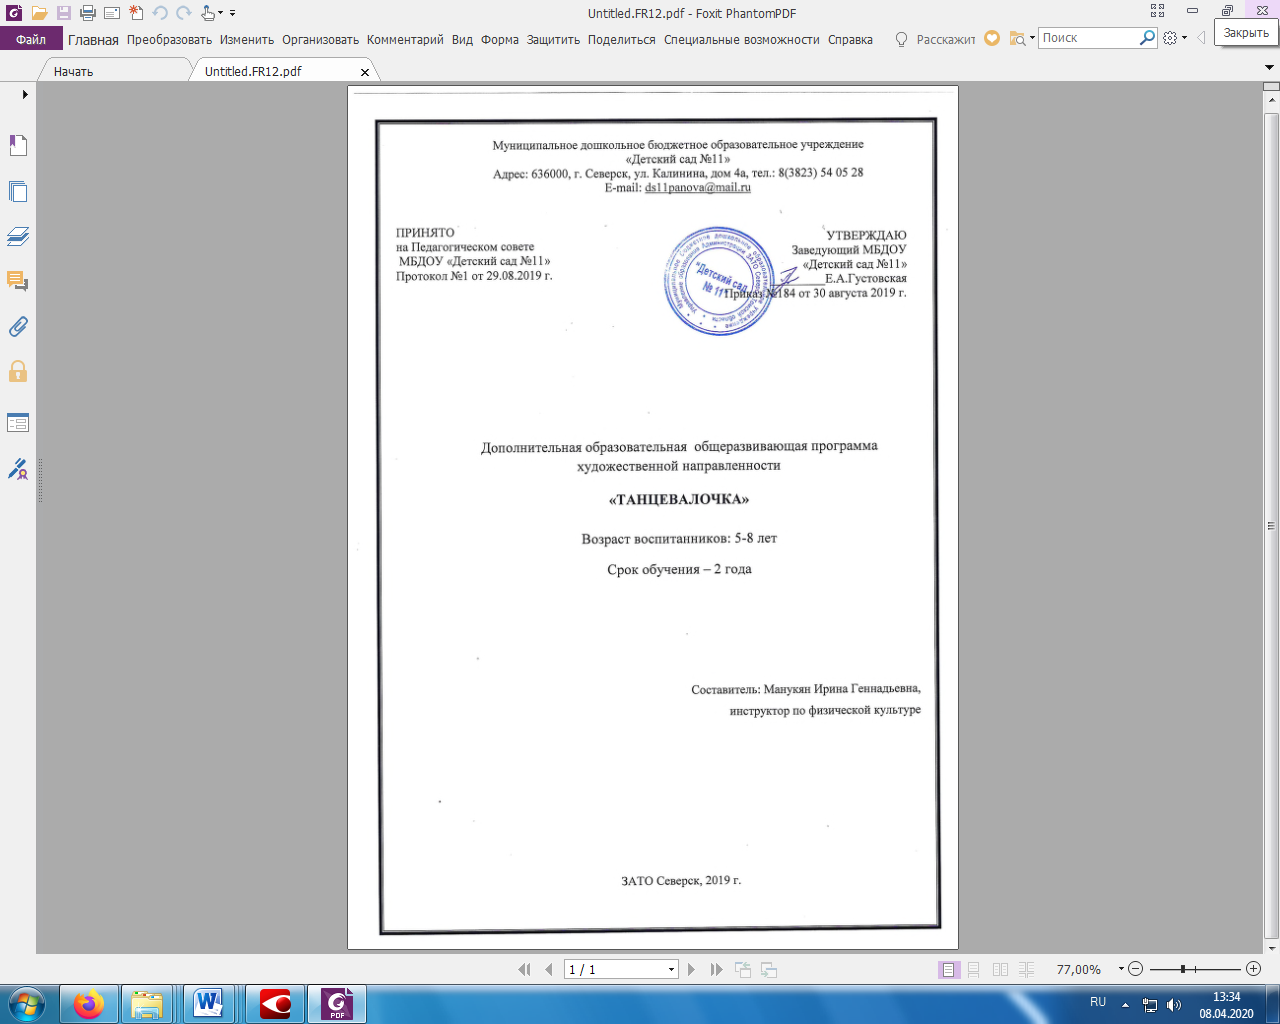 Untitled.FR12.pdf - Foxit PhantomPDF
Файл Главная Преобразовать Изменить Организовать Комментарий Вид Форма Защитить Поделиться Специальные возможности Справка Расскажит Поиск Закрыть
Начать Untitled.FR12.pdf
Муниципальное дошкольное бюджетное образовательное учреждение
«Детский сад №11»
Адрес: 636000, г. Северск, ул. Калинина, дом 4а, тел.: 8(3823) 54 05 28
E-mail: ds11panova@mail.ru
ПРИНЯТО
на Педагогическом совете
МБДОУ «Детский сад №11»
Протокол №1 от 29.08.2019 г.
УТВЕРЖДАЮ
Заведующий МБДОУ
«Детский сад №11»
Е.А.Густовская
Приказ №184 от 30 августа 2019 г.
"Детский сад
№ 11"
Дополнительная образовательная общеразвивающая программа
художественной направленности
«ТАНЦЕВАЛОЧКА»
Возраст воспитанников: 5-8 лет
Срок обучения – 2 года
Составитель: Манукян Ирина Геннадьевна,
инструктор по физической культуре
ЗАТО Северск, 2019 г.
1 / 1 77,00%
PDF
RU 13:34
08.04.2020